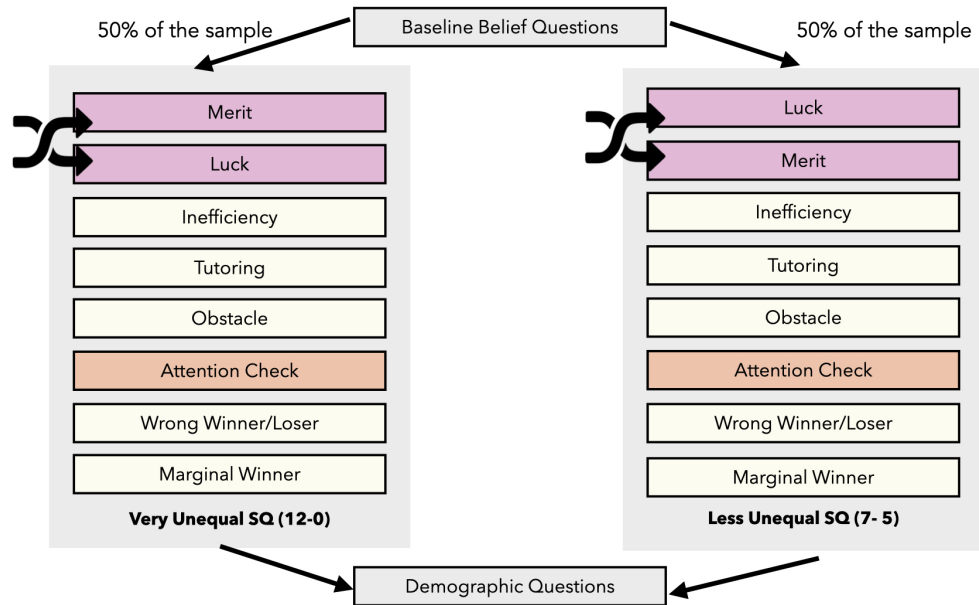 Baseline Belief Questions
50% of the sample
50% of the sample
Merit
Luck
Inefficiency
Tutoring
Obstacle
Attention Check
Wrong Winner/Loser
Marginal Winner
Very Unequal SQ (12-0)
Luck
Merit
Inefficiency
Tutoring
Obstacle
Attention Check
Wrong Winner/Loser
Marginal Winner
Less Unequal SQ (7- 5)
Demographic Questions